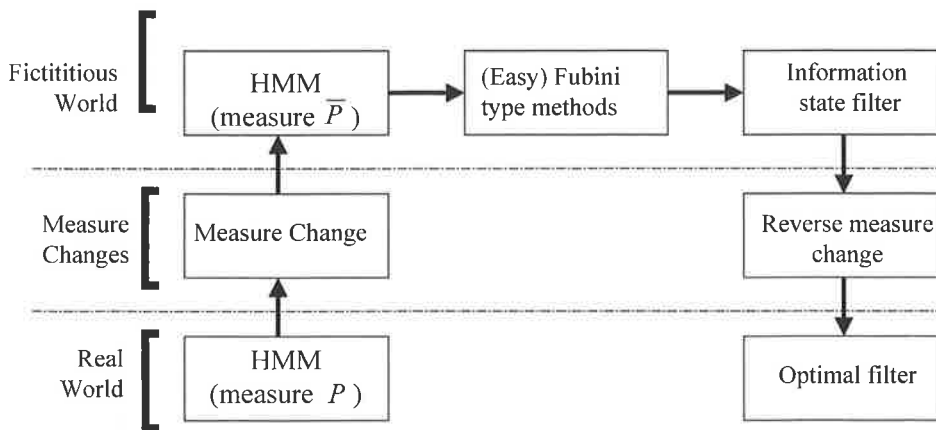 Fictititious
World
HMM
(measure P̅ )
(Easy) Fubini
type methods
Information
state filter
Measure
Changes
Measure Change
Reverse measure
change
Real
World
HMM
(measure P )
Optimal filter